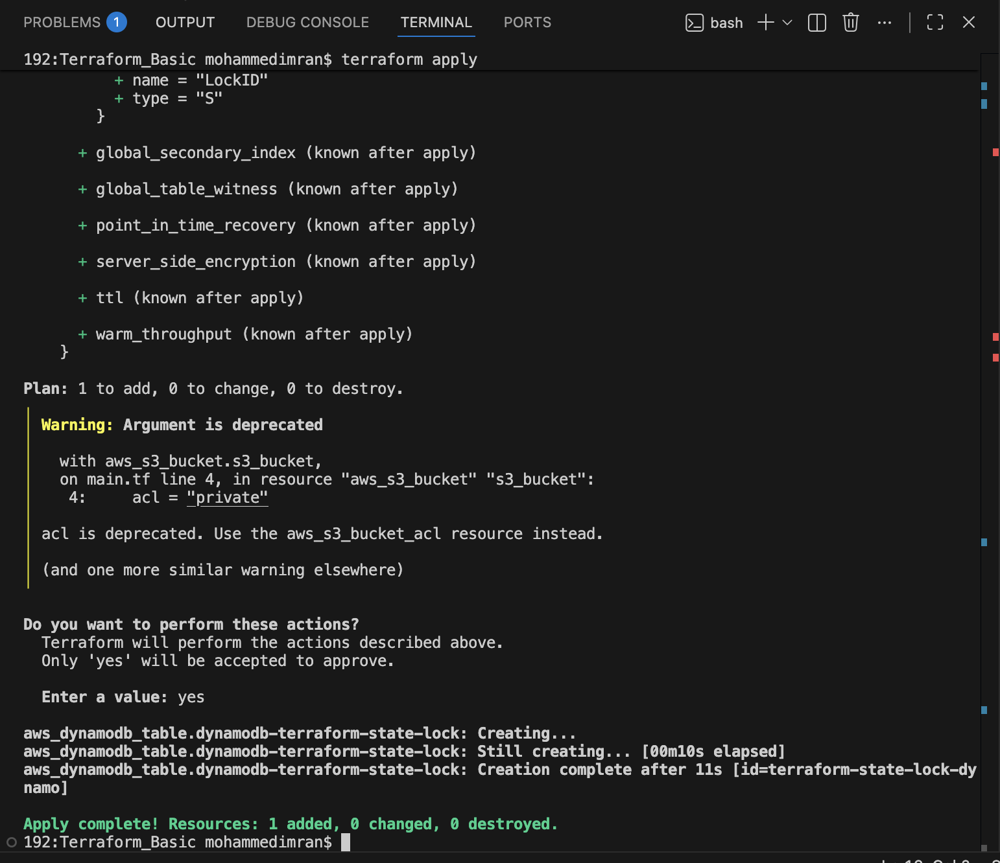 PROBLEMS 1 OUTPUT DEBUG CONSOLE TERMINAL PORTS bash
192:Terraform_Basic mohammedimran$ terraform apply
+ name = "LockID"
+ type = "S"
}
+ global_secondary_index (known after apply)
+ global_table_witness (known after apply)
+ point_in_time_recovery (known after apply)
+ server_side_encryption (known after apply)
+ ttl (known after apply)
+ warm_throughput (known after apply)
}
Plan: 1 to add, 0 to change, 0 to destroy.
Warning: Argument is deprecated
with aws_s3_bucket.s3_bucket,
on main.tf line 4, in resource "aws_s3_bucket" "s3_bucket":
4: acl = "private"
acl is deprecated. Use the aws_s3_bucket_acl resource instead.
(and one more similar warning elsewhere)
Do you want to perform these actions?
Terraform will perform the actions described above.
Only 'yes' will be accepted to approve.
Enter a value: yes
aws_dynamodb_table.dynamodb-terraform-state-lock: Creating...
aws_dynamodb_table.dynamodb-terraform-state-lock: Still creating... [00m10s elapsed]
aws_dynamodb_table.dynamodb-terraform-state-lock: Creation complete after 11s [id=terraform-state-lock-dy
namo]
Apply complete! Resources: 1 added, 0 changed, 0 destroyed.
192:Terraform_Basic mohammedimran$